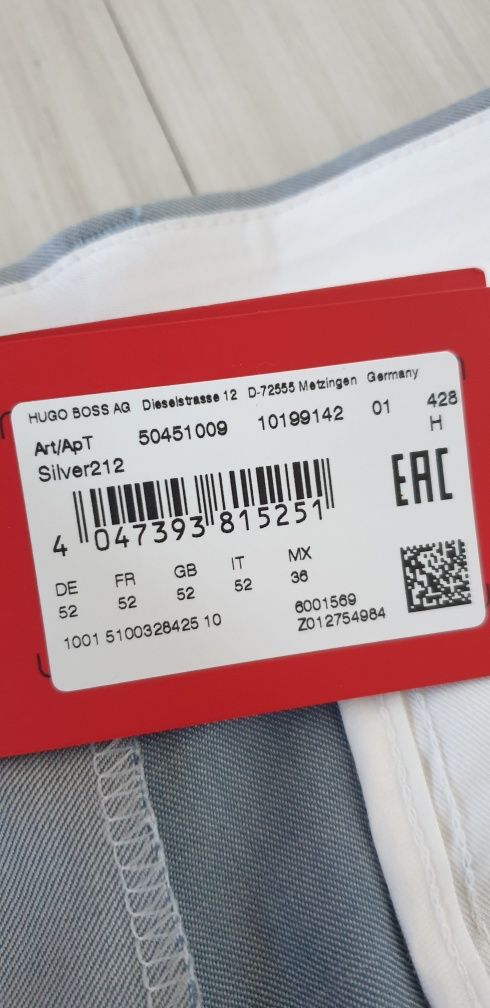 HUGO BOSS AG Dieselstrasse 12 D-72555 Metzingen Germany
Art/ApT 50451009 10199142 01 428
Silver212 H
EAC
4 047393 815251
DE FR GB IT MX
52 52 52 52 36
1001 5100328425 10 6001569
Z012754984